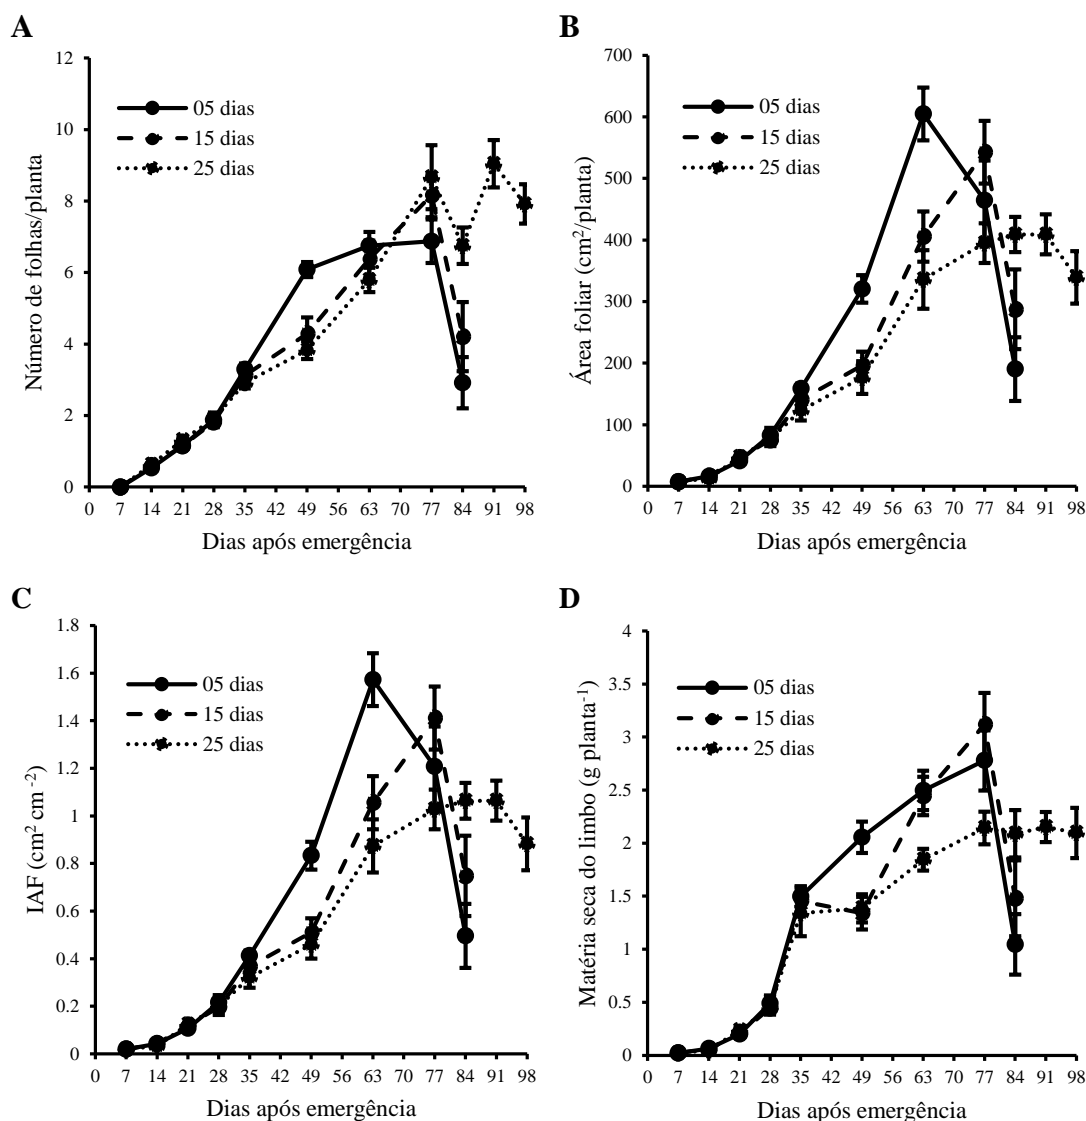 A
Número de folhas/planta
12
10
8
6
4
2
0
05 dias
15 dias
25 dias
0 7 14 21 28 35 42 49 56 63 70 77 84 91 98
Dias após emergência
B
Área foliar (cm²/planta)
700
600
500
400
300
200
100
0
05 dias
15 dias
25 dias
0 7 14 21 28 35 42 49 56 63 70 77 84 91 98
Dias após emergência
C
IAF (cm² cm⁻²)
1.8
1.6
1.4
1.2
1
0.8
0.6
0.4
0.2
0
05 dias
15 dias
25 dias
0 7 14 21 28 35 42 49 56 63 70 77 84 91 98
Dias após emergência
D
Matéria seca do limbo (g planta⁻¹)
4
3.5
3
2.5
2
1.5
1
0.5
0
05 dias
15 dias
25 dias
0 7 14 21 28 35 42 49 56 63 70 77 84 91 98
Dias após emergência